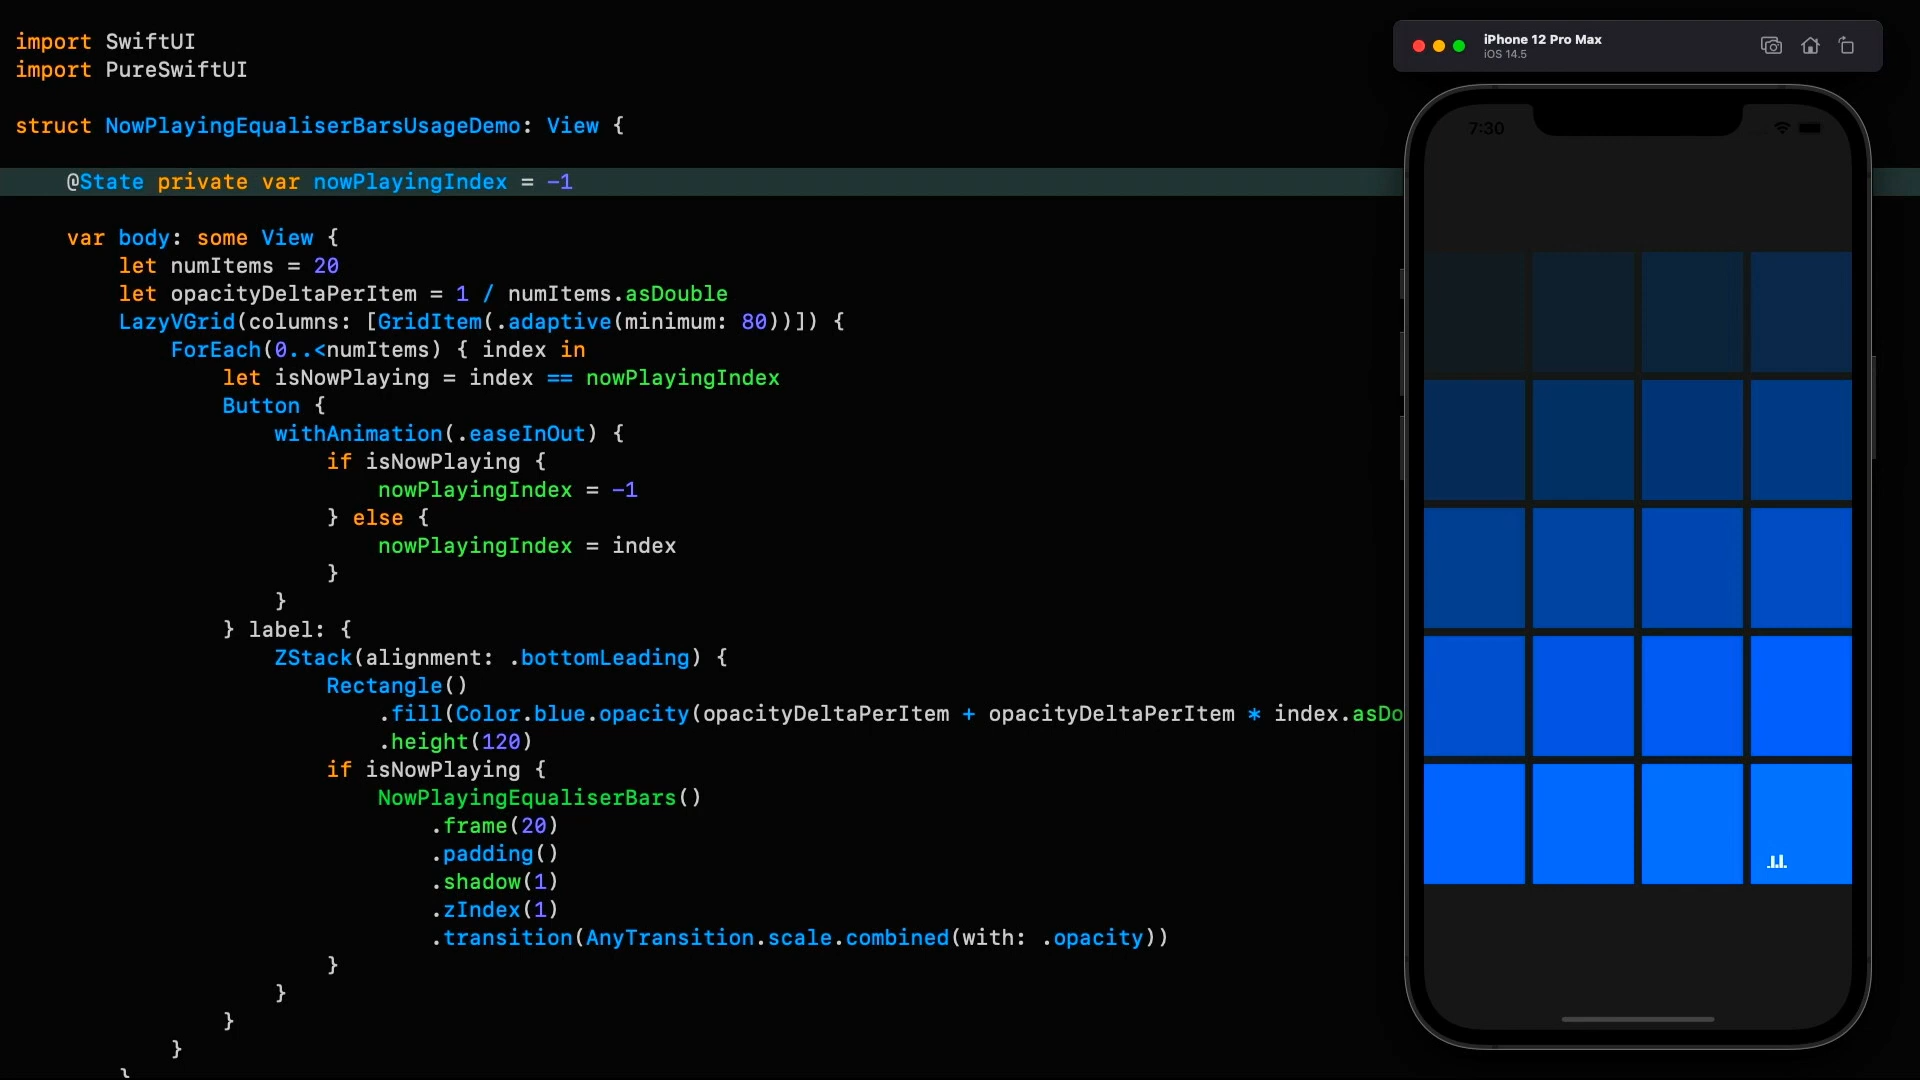 import SwiftUI
import PureSwiftUI
struct NowPlayingEqualiserBarsUsageDemo: View {
@State private var nowPlayingIndex = -1
var body: some View {
let numItems = 20
let opacityDeltaPerItem = 1 / numItems.asDouble
LazyVGrid(columns: [GridItem(.adaptive(minimum: 80))]) {
ForEach(0..<numItems) { index in
let isNowPlaying = index == nowPlayingIndex
Button {
withAnimation(.easeInOut) {
if isNowPlaying {
nowPlayingIndex = -1
} else {
nowPlayingIndex = index
}
}
} label: {
ZStack(alignment: .bottomLeading) {
Rectangle()
.fill(Color.blue.opacity(opacityDeltaPerItem + opacityDeltaPerItem * index.asDo
.height(120)
if isNowPlaying {
NowPlayingEqualiserBars()
.frame(20)
.padding()
.shadow(1)
.zIndex(1)
.transition(AnyTransition.scale.combined(with: .opacity))
}
}
}
}
}
iPhone 12 Pro Max
iOS 14.5
7:30